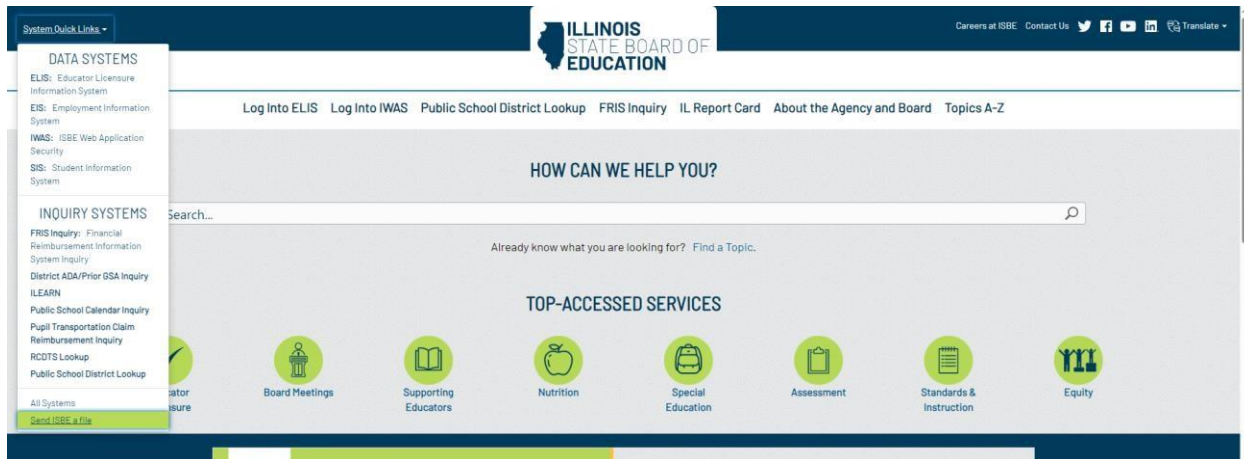 System Quick Links
ILLINOIS
STATE BOARD OF
EDUCATION
Careers at ISBE Contact Us Translate
DATA SYSTEMS
ELIS: Educator Licensure
Information System
EIS: Employment Information
System
IWAS: ISBE Web Application
Security
SIS: Student Information
System
INQUIRY SYSTEMS
FRIS Inquiry: Financial
Reimbursement Information
System Inquiry
District ADA/Prior GSA Inquiry
ILEARN
Public School Calendar Inquiry
Pupil Transportation Claim
Reimbursement Inquiry
RCDTS Lookup
Public School District Lookup
All Systems
Send ISBE a file
Log Into ELIS Log Into IWAS Public School District Lookup FRIS Inquiry IL Report Card About the Agency and Board Topics A-Z
HOW CAN WE HELP YOU?
Search...
Already know what you are looking for? Find a Topic.
TOP-ACCESSED SERVICES
Board Meetings
Supporting
Educators
Nutrition
Special
Education
Assessment
Standards &
Instruction
Equity